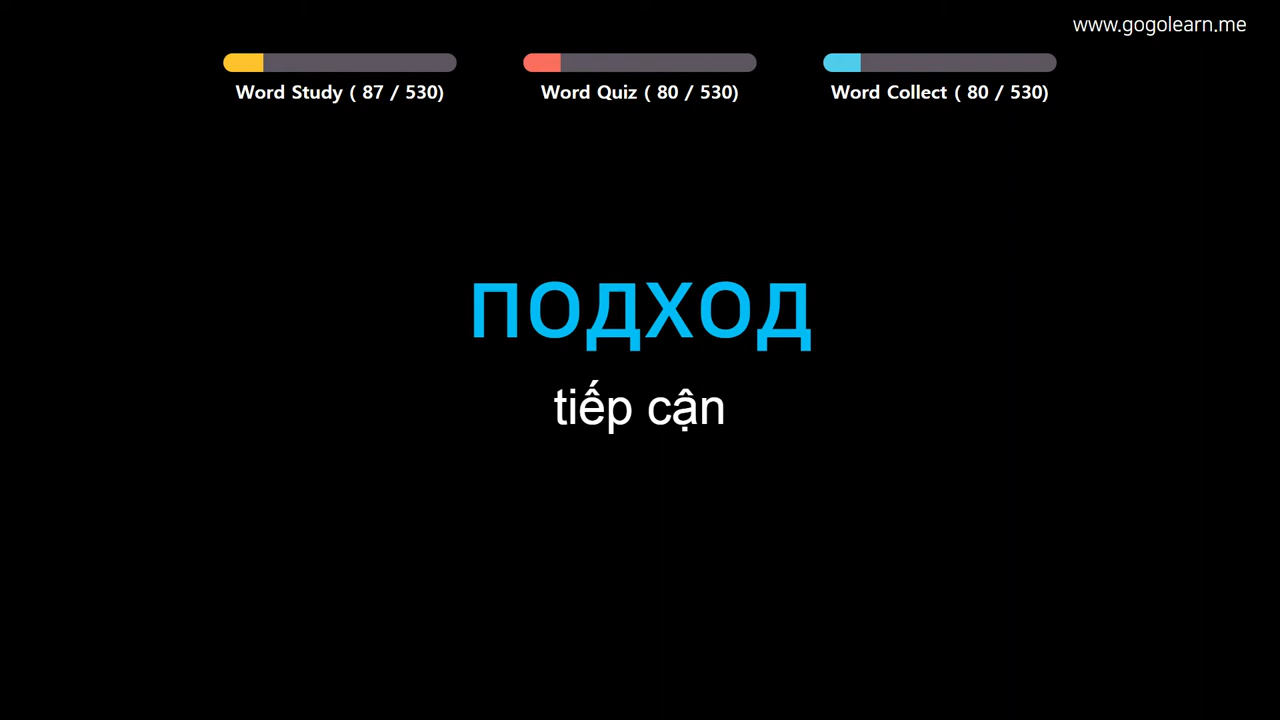 www.gogolearn.me
Word Study ( 87 / 530)
Word Quiz ( 80 / 530)
Word Collect ( 80 / 530)
подход
tiếp cận